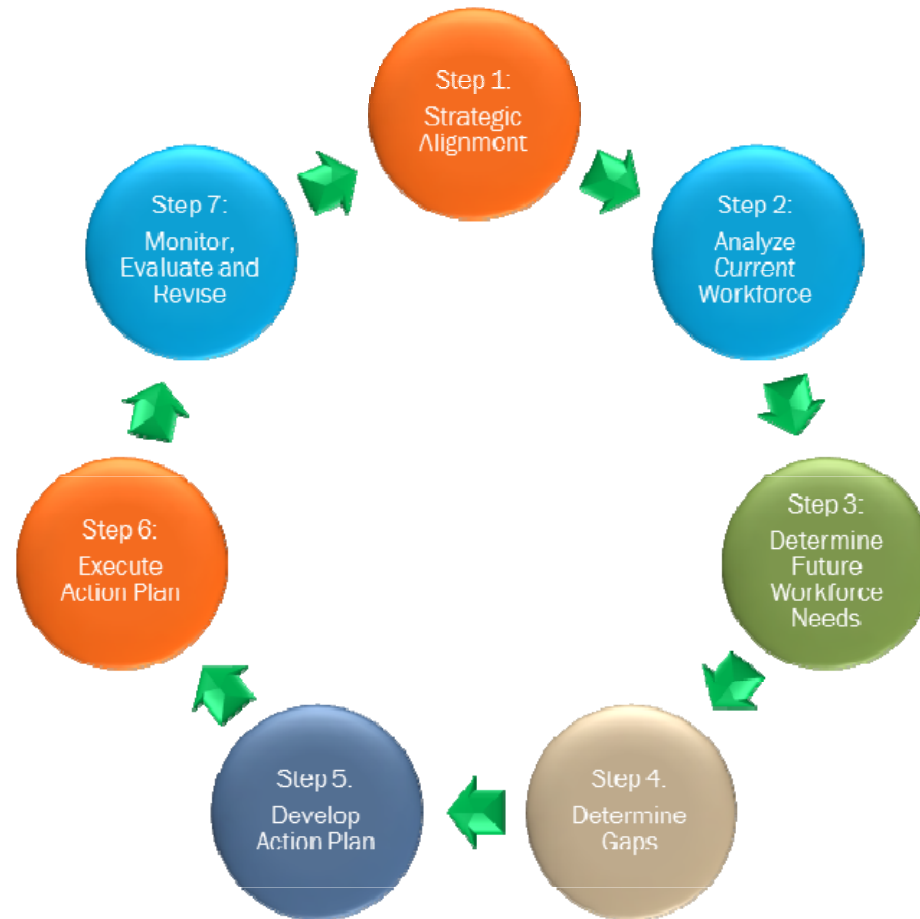 Step 1:
Strategic
Alignment
Step 2:
Analyze
Current
Workforce
Step 3:
Determine
Future
Workforce
Needs
Step 4.
Determine
Gaps
Step 5.
Develop
Action Plan
Step 6:
Execute
Action Plan
Step 7:
Monitor,
Evaluate and
Revise